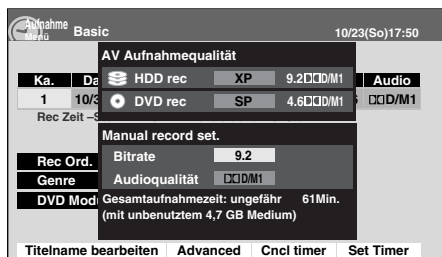 Aufnahme
Menü
Basic
10/23(So)17:50
AV Aufnahmequalität
HDD rec XP 9.2 D/M1
DVD rec SP 4.6 D/M1
Ka. Da Audio
1 10/3 D/M1
Rec Zeit –S
Manual record set.
Bitrate 9.2
Audioqualität D/M1
Rec Ord.
Genre
DVD Mod
Gesamtaufnahmezeit: ungefähr 61Min.
(mit unbenutztem 4,7 GB Medium)
Titelname bearbeiten Advanced Cncl timer Set Timer